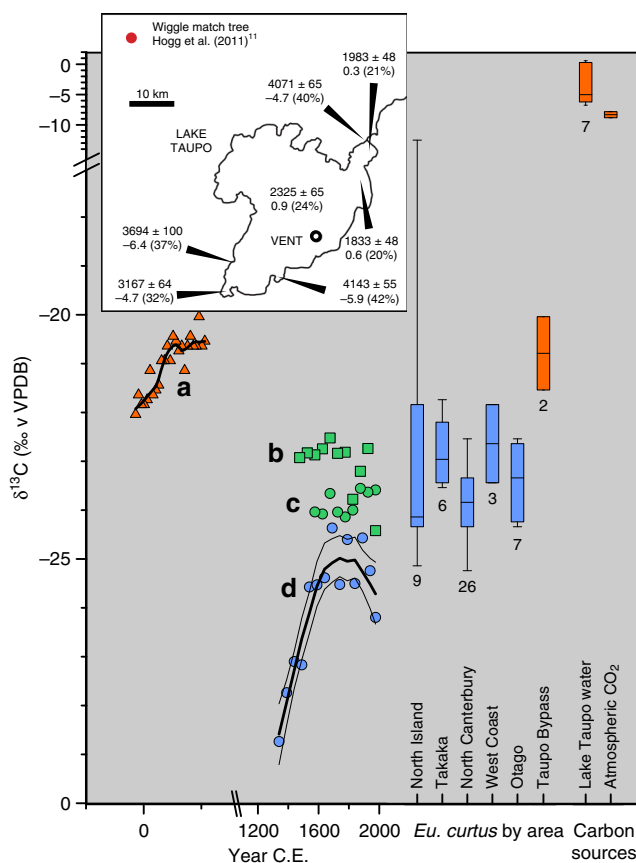 Wiggle match tree
Hogg et al. (2011)¹¹
10 km
LAKE
TAUPO
1983 ± 48
0.3 (21%)
4071 ± 65
–4.7 (40%)
2325 ± 65
0.9 (24%)
VENT
3694 ± 100
–6.4 (37%)
1833 ± 48
0.6 (20%)
3167 ± 64
–4.7 (32%)
4143 ± 55
–5.9 (42%)
0
–5
–10
–20
–25
0
δ¹³C (‰ v VPDB)
a
b
c
d
7
2
6
3
7
9
26
North Island
Takaka
North Canterbury
West Coast
Otago
Taupo Bypass
Lake Taupo water
Atmospheric CO₂
0
1200
1600
2000
Year C.E.
Eu. curtus by area
Carbon
sources